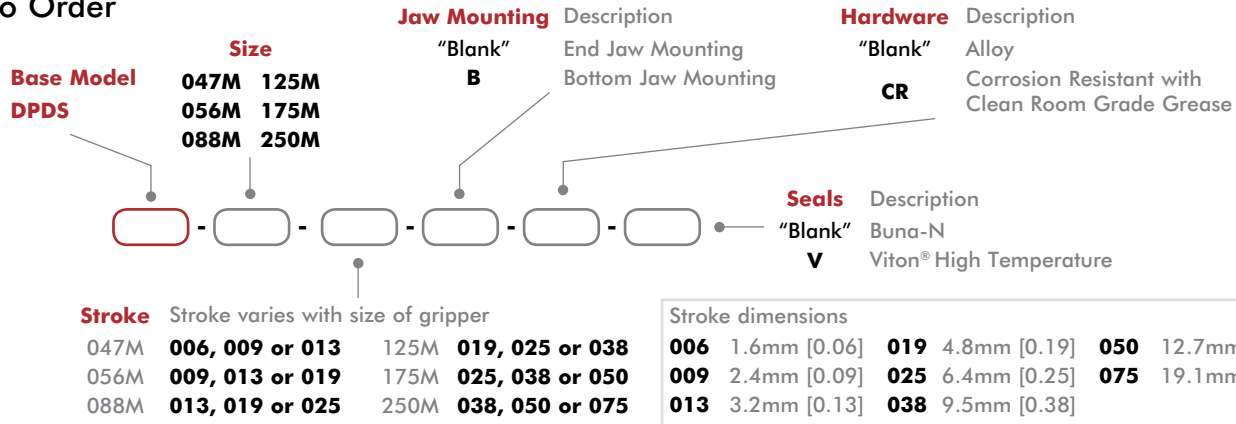 o Order
Jaw Mounting Description
"Blank" End Jaw Mounting
B Bottom Jaw Mounting
Hardware Description
"Blank" Alloy
CR Corrosion Resistant with
Clean Room Grade Grease
Size
047M 125M
056M 175M
088M 250M
Base Model
DPDS
- - - - -
Seals Description
"Blank" Buna-N
V Viton® High Temperature
Stroke Stroke varies with size of gripper
047M 006, 009 or 013 125M 019, 025 or 038
056M 009, 013 or 019 175M 025, 038 or 050
088M 013, 019 or 025 250M 038, 050 or 075
Stroke dimensions
006 1.6mm [0.06] 019 4.8mm [0.19] 050 12.7mm
009 2.4mm [0.09] 025 6.4mm [0.25] 075 19.1mm
013 3.2mm [0.13] 038 9.5mm [0.38]